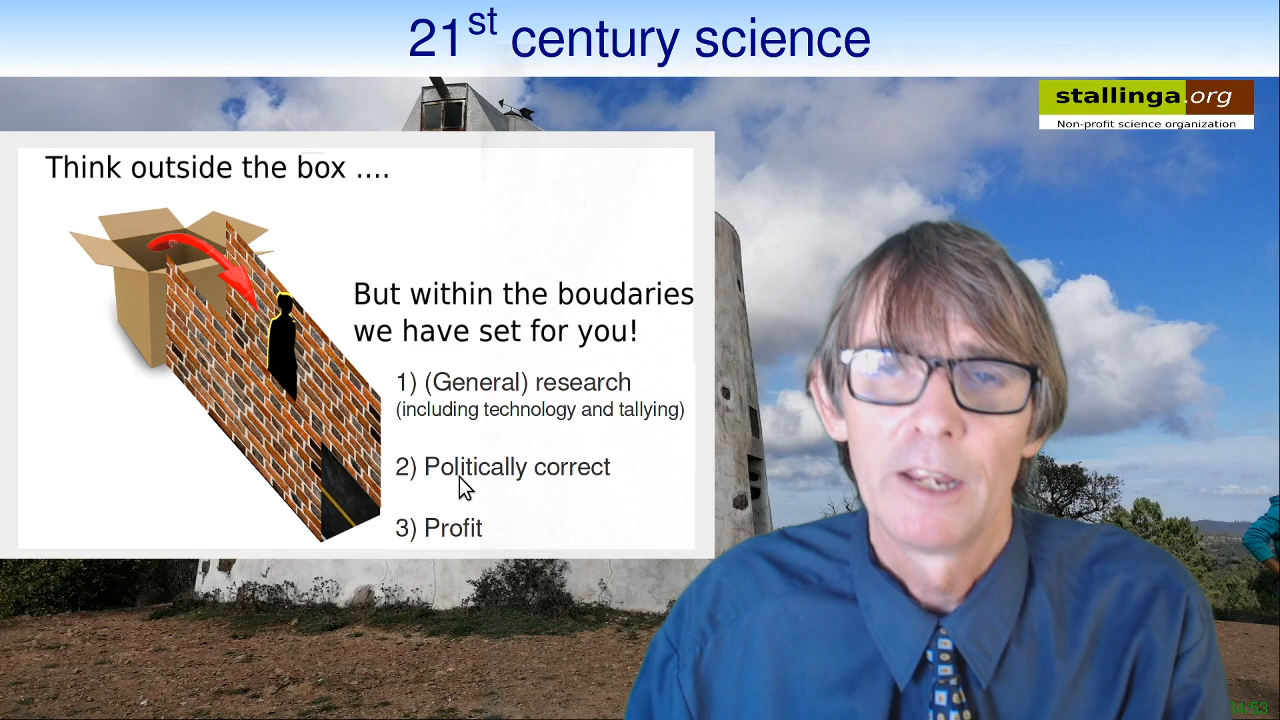 21st century science
stallinga.org
Non-profit science organization
Think outside the box ....
But within the boudaries
we have set for you!
1) (General) research
(including technology and tallying)
2) Politically correct
3) Profit